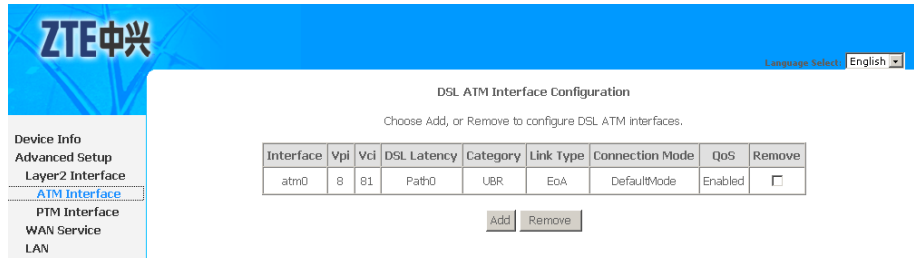 ZTE中兴
Language Select: English
DSL ATM Interface Configuration
Choose Add, or Remove to configure DSL ATM interfaces.
Device Info
Advanced Setup
Layer2 Interface
ATM Interface
PTM Interface
WAN Service
LAN
Interface Vpi Vci DSL Latency Category Link Type Connection Mode QoS Remove
atm0 8 81 Path0 UBR EoA DefaultMode Enabled
Add Remove